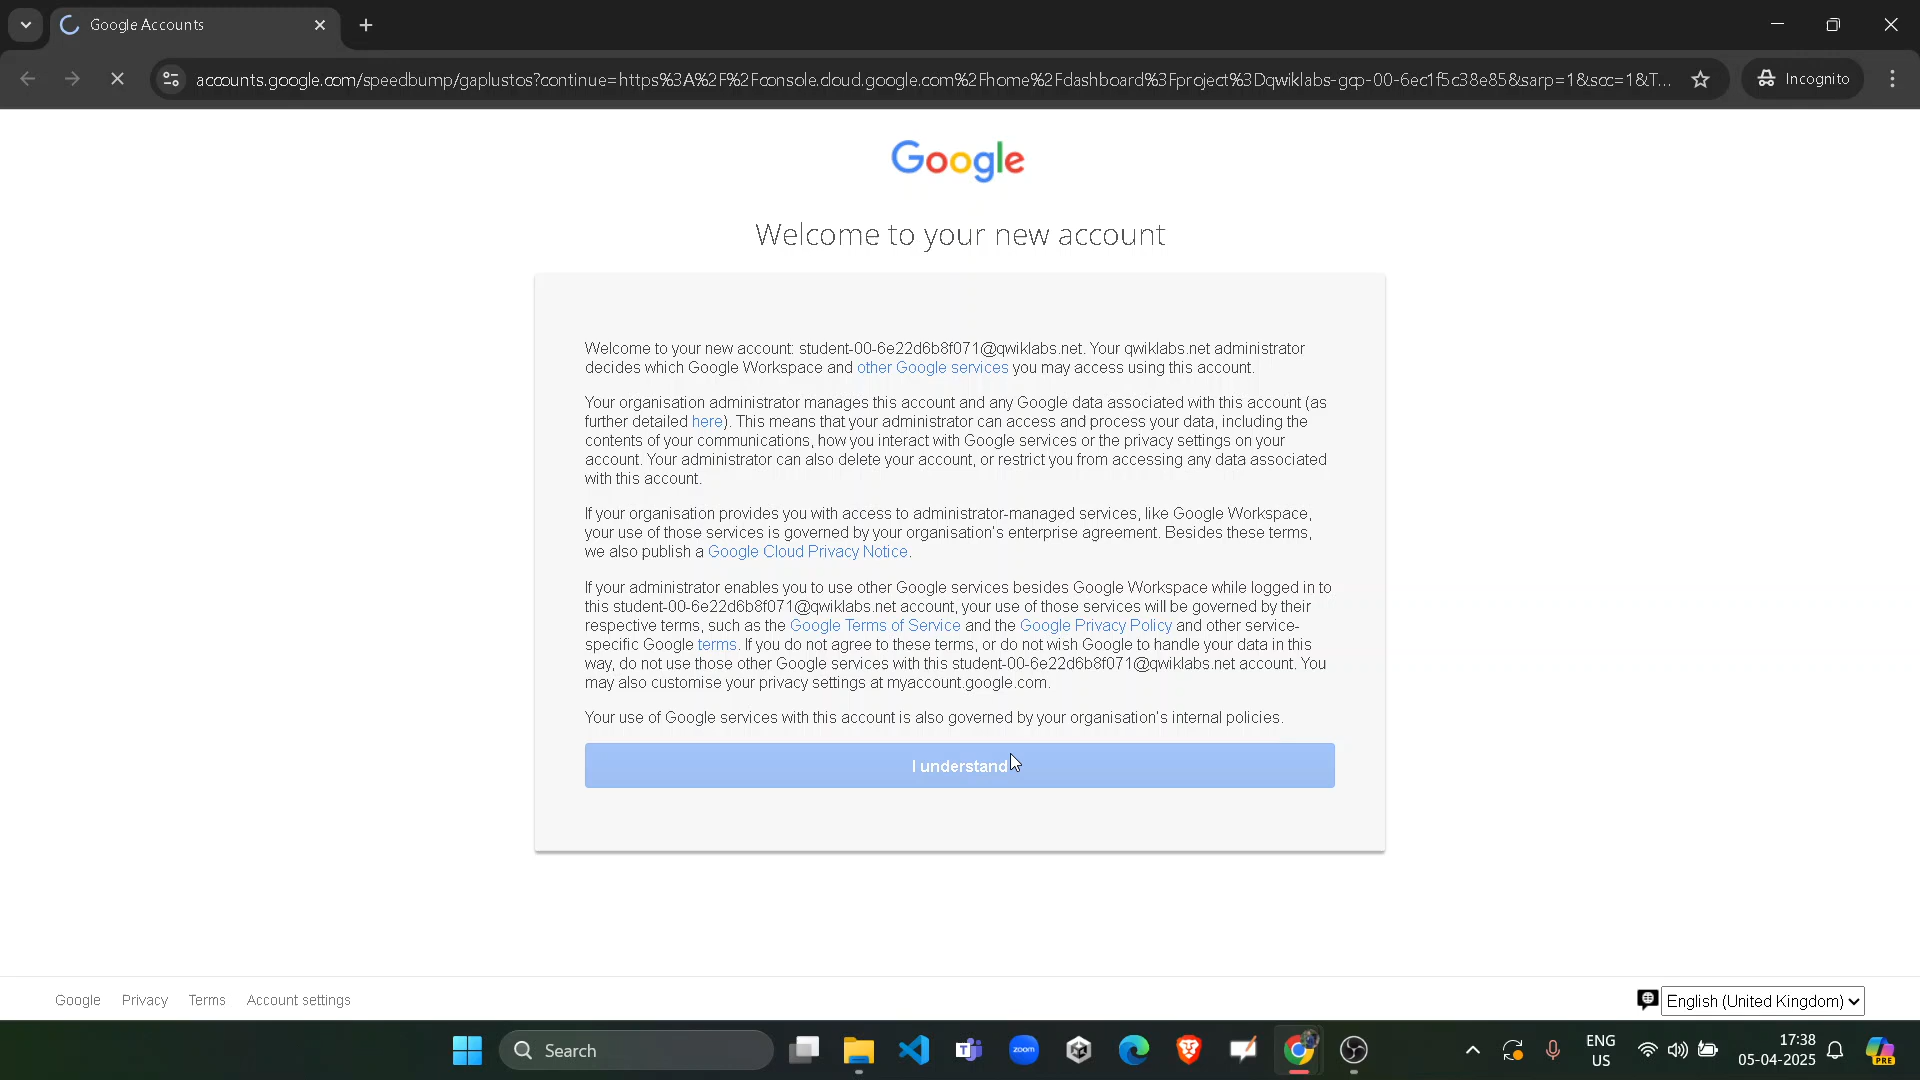 Google Accounts
accounts.google.com/speedbump/gaplustos?continue=https%3A%2F%2Fconsole.cloud.google.com%2Fhome%2Fdashboard%3Fproject%3Dqwiklabs-gcp-00-6ec1f5c38e85&sarp=1&scc=1&T...
Incognito
Google
Welcome to your new account
Welcome to your new account: student-00-6e22d6b8f071@qwiklabs.net. Your qwiklabs.net administrator
decides which Google Workspace and other Google services you may access using this account.
Your organisation administrator manages this account and any Google data associated with this account (as
further detailed here). This means that your administrator can access and process your data, including the
contents of your communications, how you interact with Google services or the privacy settings on your
account. Your administrator can also delete your account, or restrict you from accessing any data associated
with this account.
If your organisation provides you with access to administrator-managed services, like Google Workspace,
your use of those services is governed by your organisation's enterprise agreement. Besides these terms,
we also publish a Google Cloud Privacy Notice.
If your administrator enables you to use other Google services besides Google Workspace while logged in to
this student-00-6e22d6b8f071@qwiklabs.net account, your use of those services will be governed by their
respective terms, such as the Google Terms of Service and the Google Privacy Policy and other service-
specific Google terms. If you do not agree to these terms, or do not wish Google to handle your data in this
way, do not use those other Google services with this student-00-6e22d6b8f071@qwiklabs.net account. You
may also customise your privacy settings at myaccount.google.com.
Your use of Google services with this account is also governed by your organisation's internal policies.
I understand
Google Privacy Terms Account settings
English (United Kingdom)
Search
zoom
ENG
US
17:38
05-04-2025
PRE